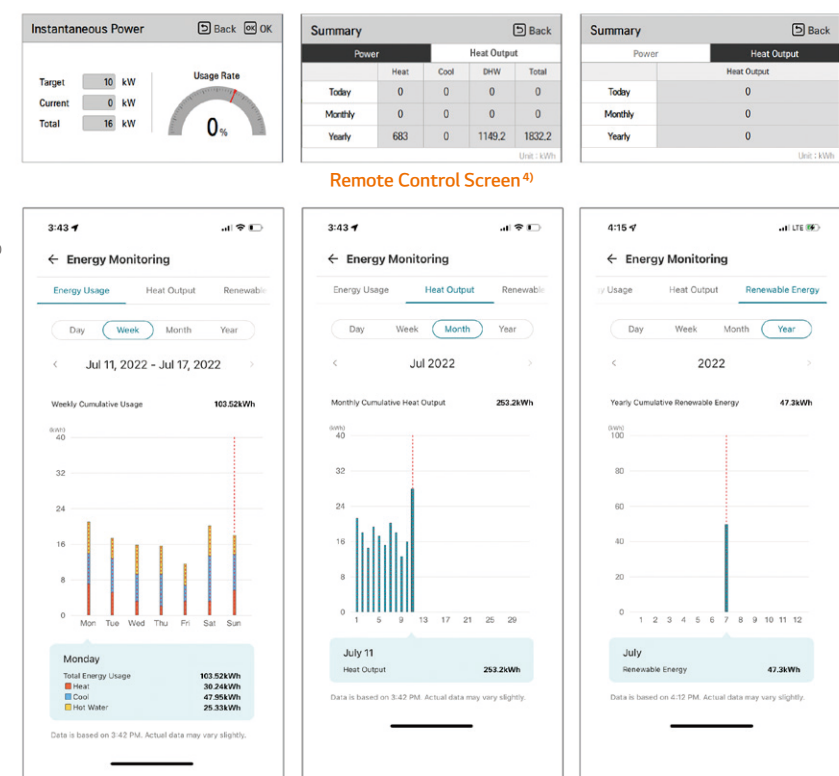 Instantaneous Power Back OK OK
Target 10 kW
Current 0 kW
Total 16 kW
Usage Rate
0 %
Summary Back
Power Heat Output
Heat Cool DHW Total
Today 0 0 0 0
Monthly 0 0 0 0
Yearly 683 0 1149.2 1832.2
Unit : kWh
Summary Back
Power Heat Output
Heat Output
Today 0
Monthly 0
Yearly 0
Unit : kWh
Remote Control Screen 4)
)
3:43
← Energy Monitoring
Energy Usage Heat Output Renewable
Day Week Month Year
< Jul 11, 2022 - Jul 17, 2022 >
Weekly Cumulative Usage 103.52kWh
(kWh)
40
32
24
16
8
0
Mon Tue Wed Thu Fri Sat Sun
Monday
Total Energy Usage 103.52kWh
Heat 30.24kWh
Cool 47.95kWh
Hot Water 25.33kWh
Data is based on 3:42 PM. Actual data may vary slightly.
3:43
← Energy Monitoring
Energy Usage Heat Output Renewable
Day Week Month Year
< Jul 2022 >
Monthly Cumulative Heat Output 253.2kWh
(kWh)
40
32
24
16
8
0
1 5 9 13 17 21 25 29
July 11
Heat Output 253.2kWh
Data is based on 3:42 PM. Actual data may vary slightly.
4:15 LTE
← Energy Monitoring
y Usage Heat Output Renewable Energy
Day Week Month Year
< 2022 >
Yearly Cumulative Renewable Energy 47.3kWh
(kWh)
100
80
60
40
20
0
1 2 3 4 5 6 7 8 9 10 11 12
July
Renewable Energy 47.3kWh
Data is based on 4:12 PM. Actual data may vary slightly.